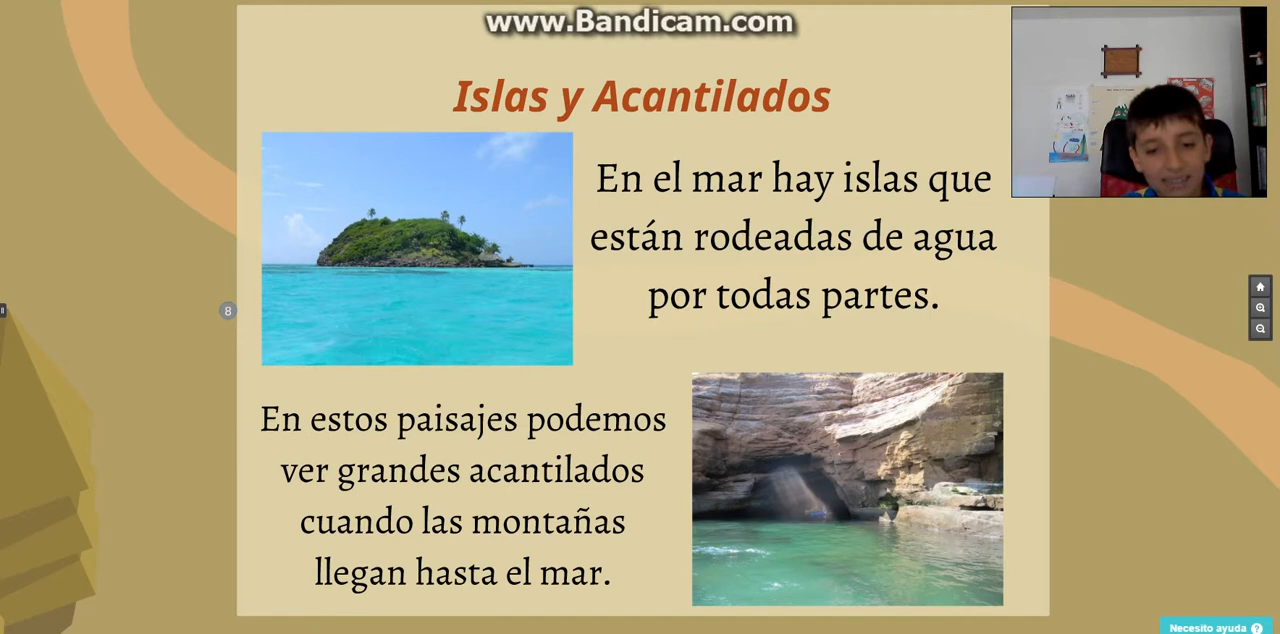 www.Bandicam.com
Islas y Acantilados
En el mar hay islas que
están rodeadas de agua
por todas partes.
8
En estos paisajes podemos
ver grandes acantilados
cuando las montañas
llegan hasta el mar.
Necesito ayuda ?